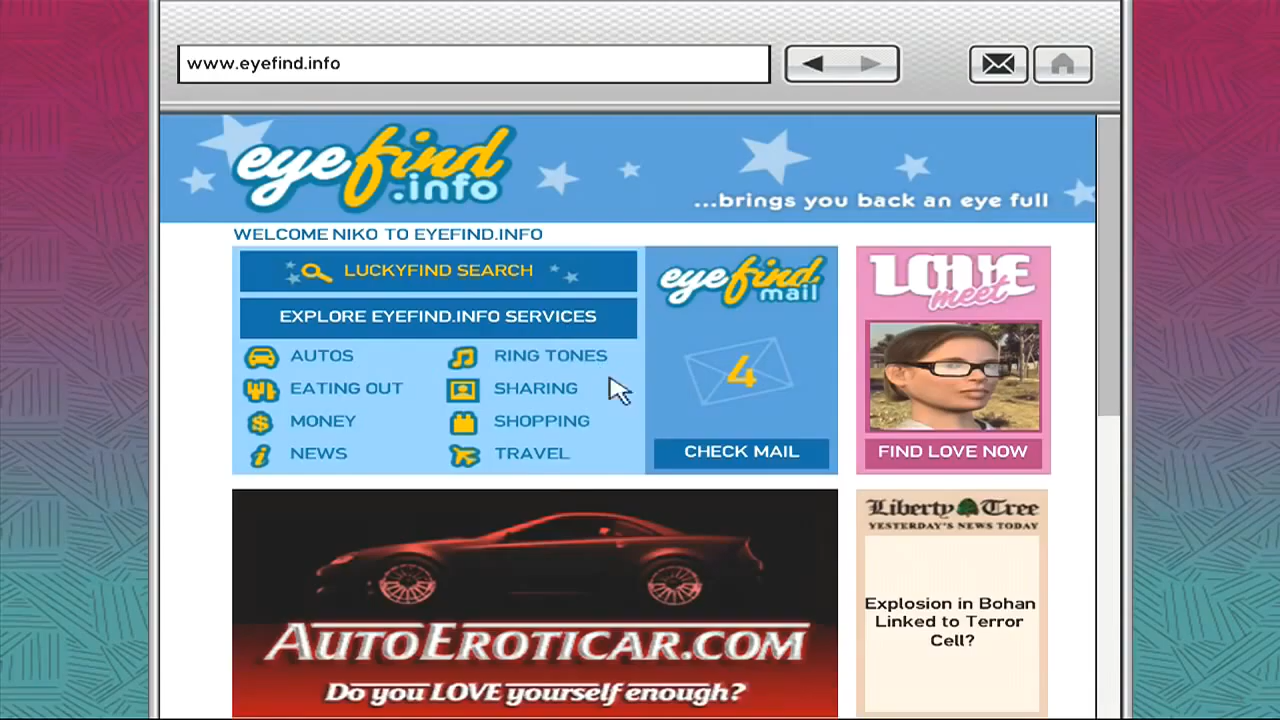 www.eyefind.info
eyefind
.info
...brings you back an eye full
WELCOME NIKO TO EYEFIND.INFO
LUCKYFIND SEARCH
EXPLORE EYEFIND.INFO SERVICES
AUTOS
RING TONES
EATING OUT
SHARING
MONEY
SHOPPING
NEWS
TRAVEL
eyefind
mail
4
CHECK MAIL
LOVE
meet
FIND LOVE NOW
AUTOEROTICAR.COM
Do you LOVE yourself enough?
Liberty Tree
YESTERDAY'S NEWS TODAY
Explosion in Bohan
Linked to Terror
Cell?